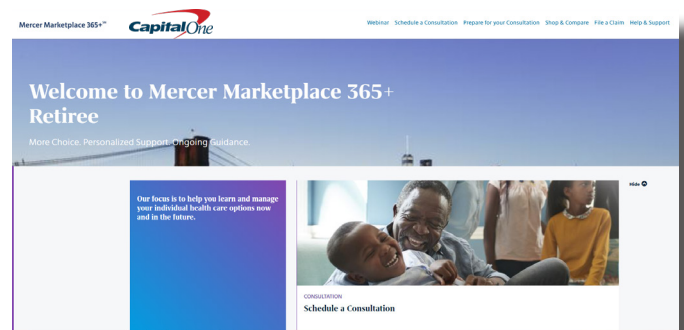 Mercer Marketplace 365+℠
Capital One
Webinar Schedule a Consultation Prepare for your Consultation Shop & Compare File a Claim Help & Support
Welcome to Mercer Marketplace 365+
Retiree
More Choice. Personalized Support. Ongoing Guidance.
Hide
Our focus is to help you learn and manage
your individual health care options now
and in the future.
CONSULTATION
Schedule a Consultation